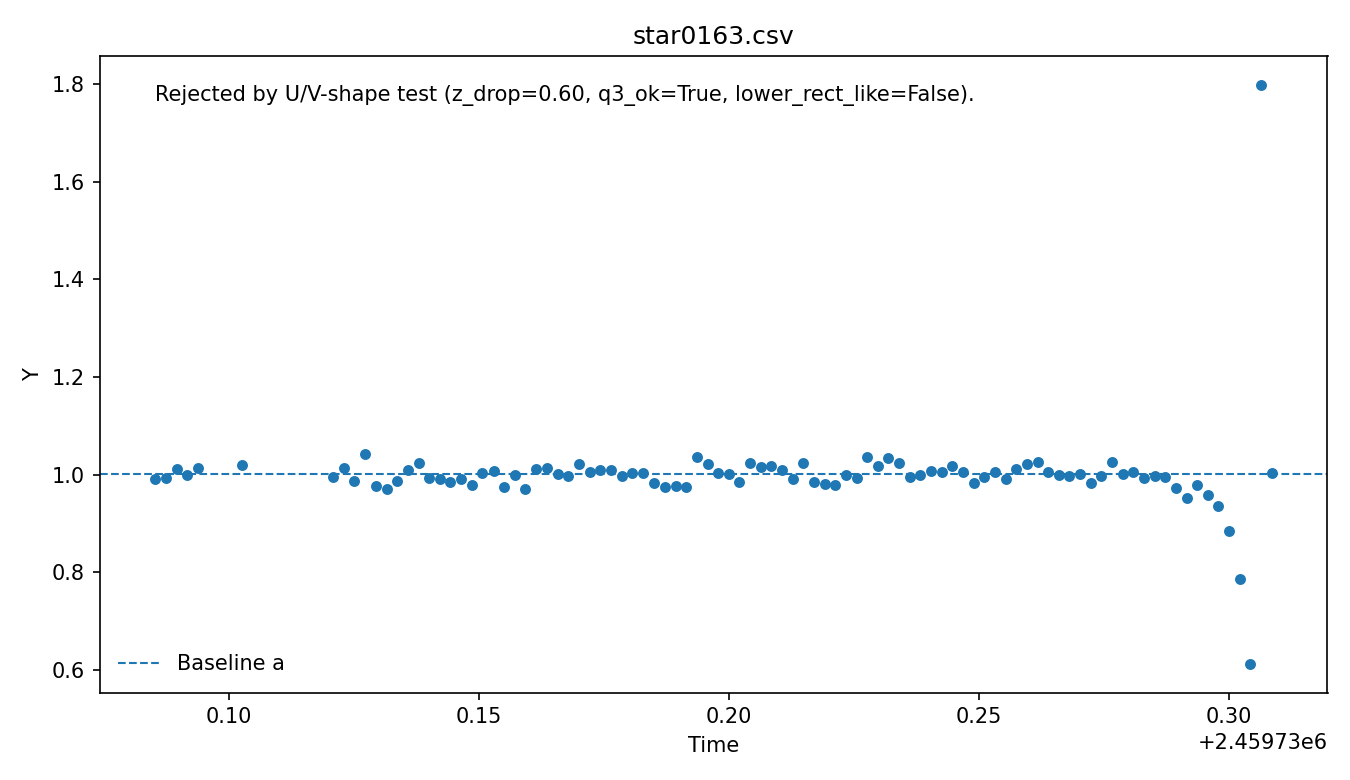 star0163.csv
Rejected by U/V-shape test (z_drop=0.60, q3_ok=True, lower_rect_like=False).
1.8
1.6
1.4
1.2
1.0
0.8
0.6
Y
Baseline a
0.10 0.15 0.20 0.25 0.30
Time
+2.45973e6